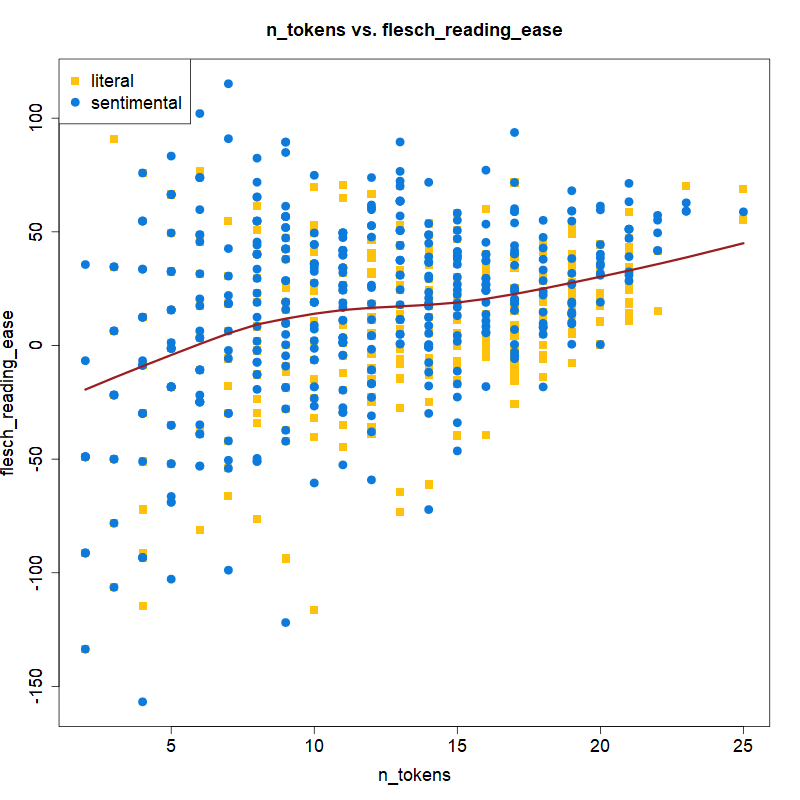 n_tokens vs. flesch_reading_ease
literal
sentimental
100
50
0
-50
-100
-150
flesch_reading_ease
5
10
15
20
25
n_tokens